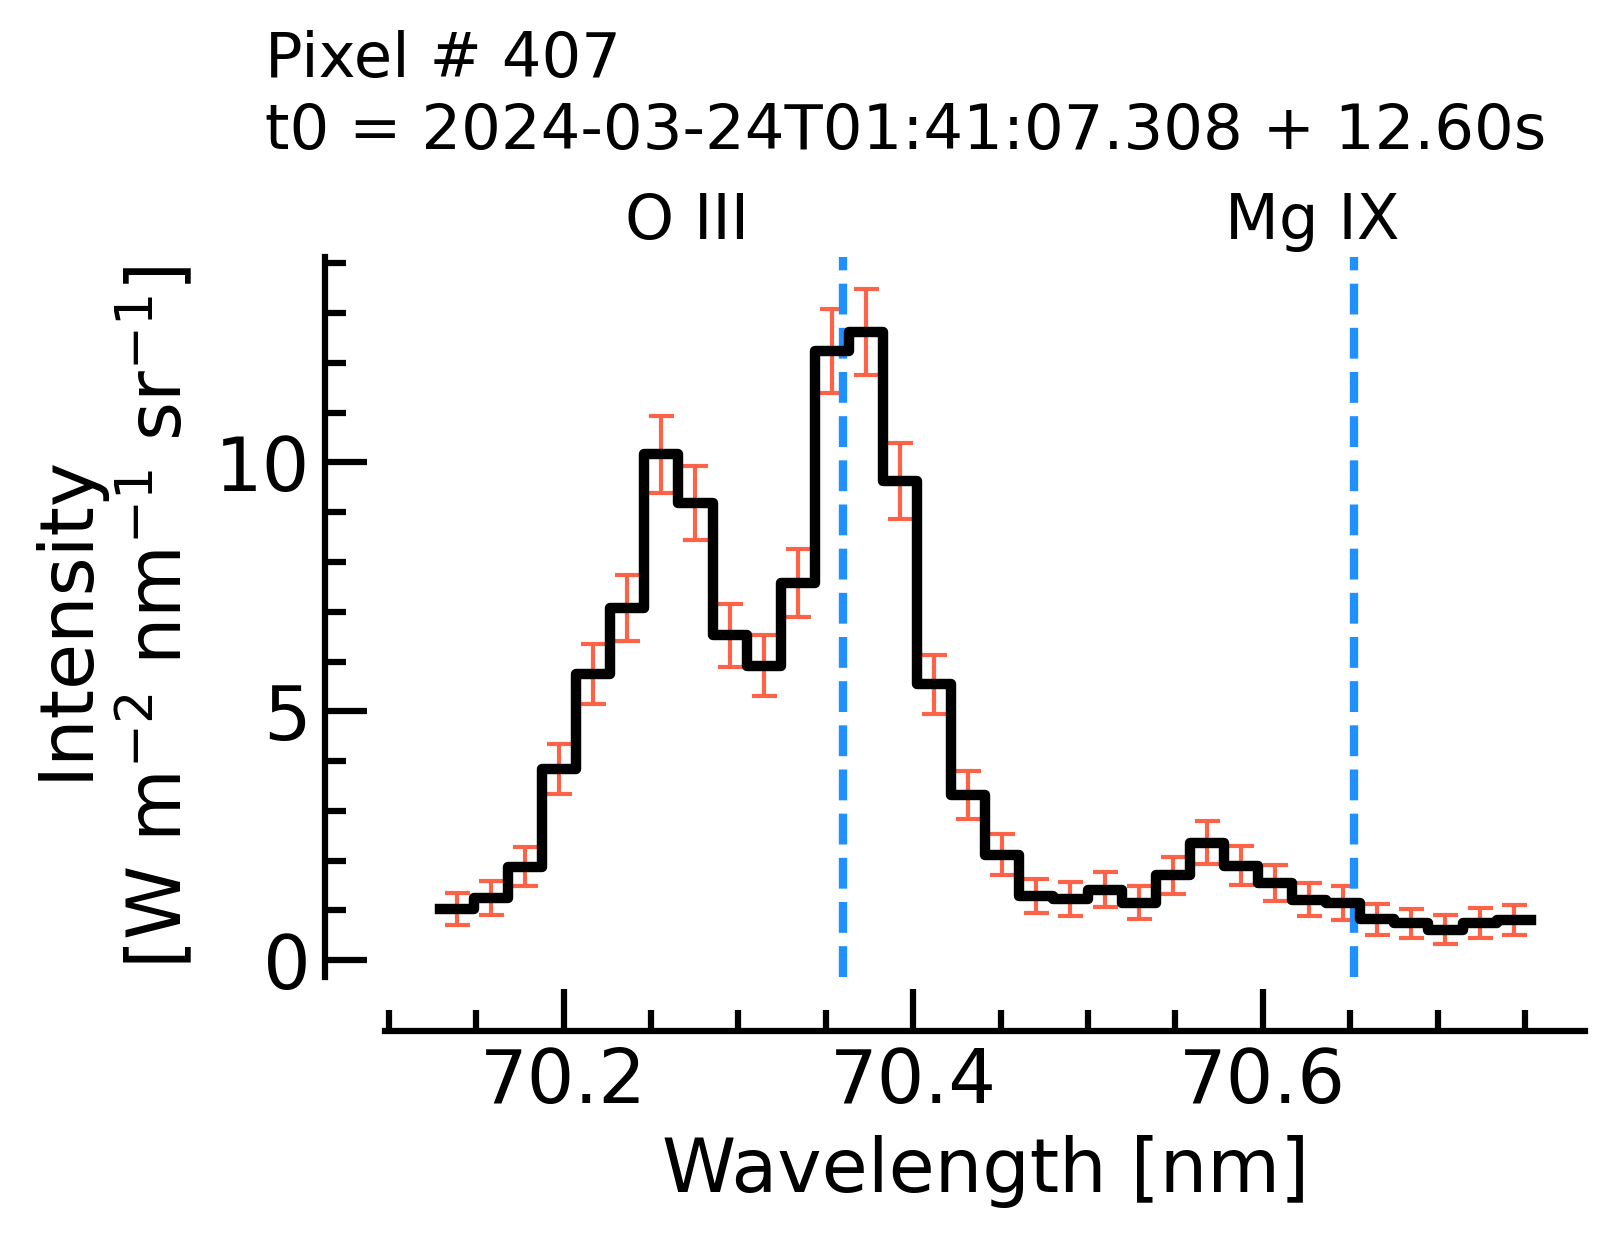 Pixel # 407
t0 = 2024-03-24T01:41:07.308 + 12.60s
O III
Mg IX
Intensity
[W m⁻² nm⁻¹ sr⁻¹]
10
5
0
70.2
70.4
70.6
Wavelength [nm]